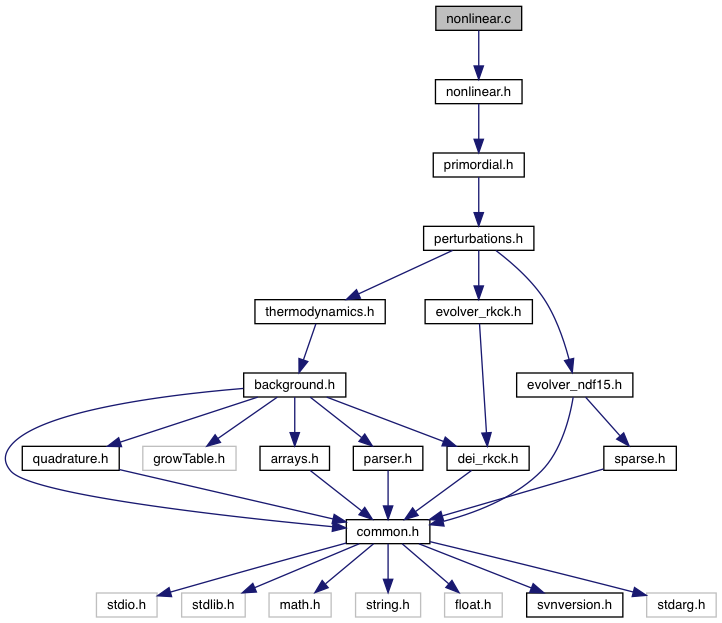 nonlinear.c
nonlinear.h
primordial.h
perturbations.h
thermodynamics.h
evolver_rkck.h
background.h
evolver_ndf15.h
quadrature.h
growTable.h
arrays.h
parser.h
dei_rkck.h
sparse.h
common.h
stdio.h
stdlib.h
math.h
string.h
float.h
svnversion.h
stdarg.h